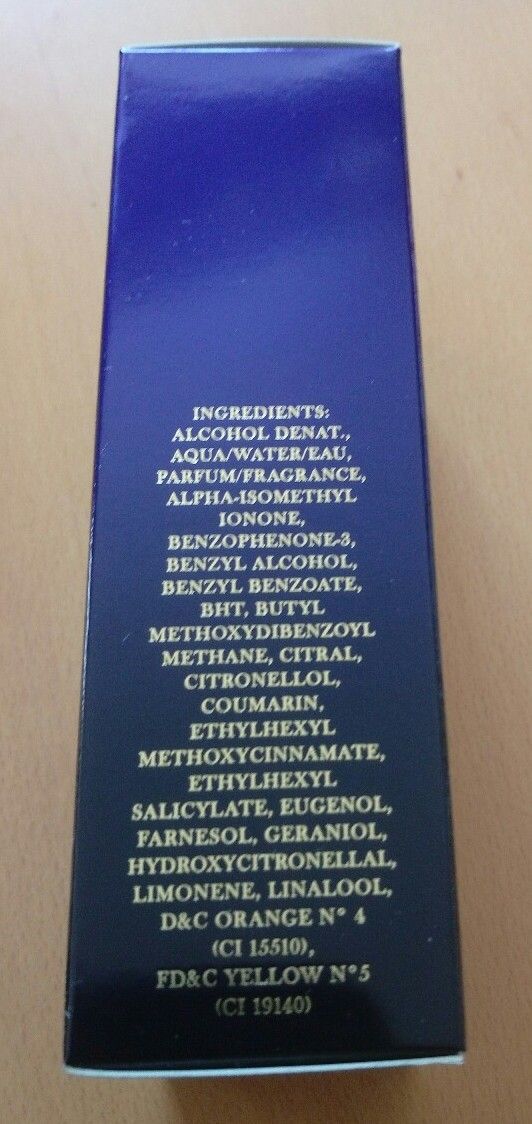 INGREDIENTS:
ALCOHOL DENAT.,
AQUA/WATER/EAU,
PARFUM/FRAGRANCE,
ALPHA-ISOMETHYL
IONONE,
BENZOPHENONE-3,
BENZYL ALCOHOL,
BENZYL BENZOATE,
BHT, BUTYL
METHOXYDIBENZOYL
METHANE, CITRAL,
CITRONELLOL,
COUMARIN,
ETHYLHEXYL
METHOXYCINNAMATE,
ETHYLHEXYL
SALICYLATE, EUGENOL,
FARNESOL, GERANIOL,
HYDROXYCITRONELLAL,
LIMONENE, LINALOOL,
D&C ORANGE N° 4
(CI 15510),
FD&C YELLOW N°5
(CI 19140)